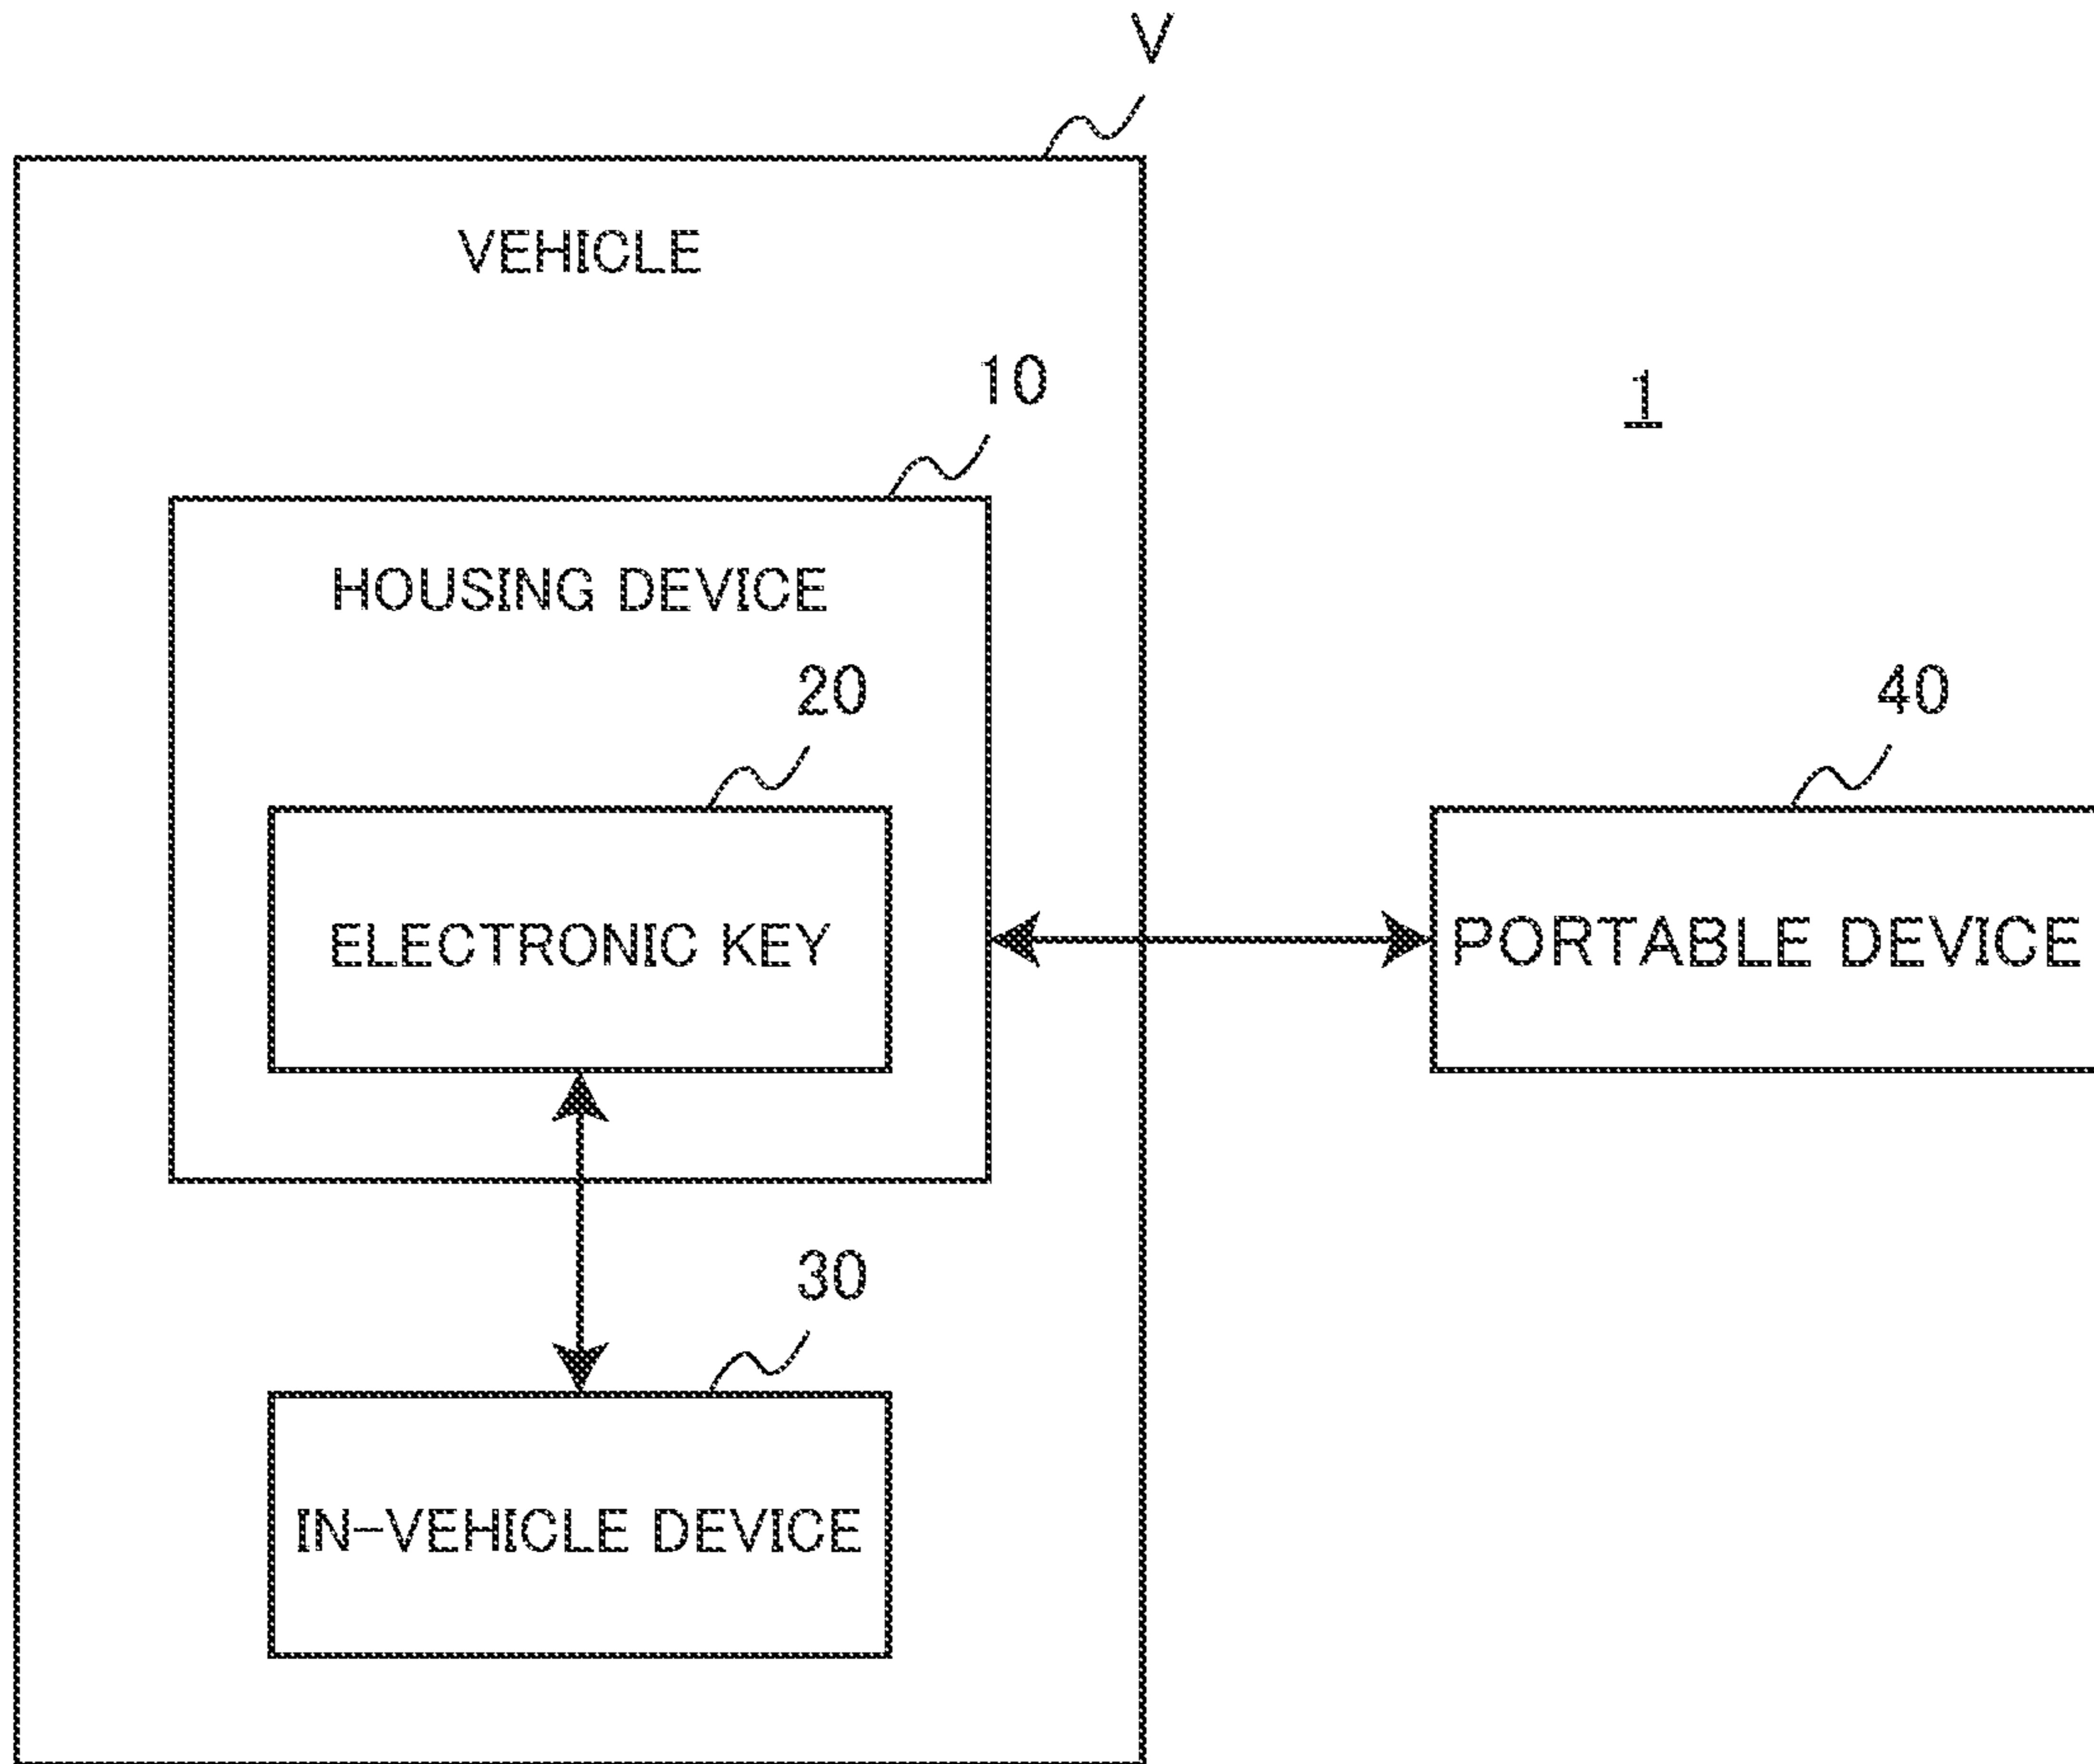 V
VEHICLE
10
1
HOUSING DEVICE
20
40
ELECTRONIC KEY
PORTABLE DEVICE
30
IN-VEHICLE DEVICE